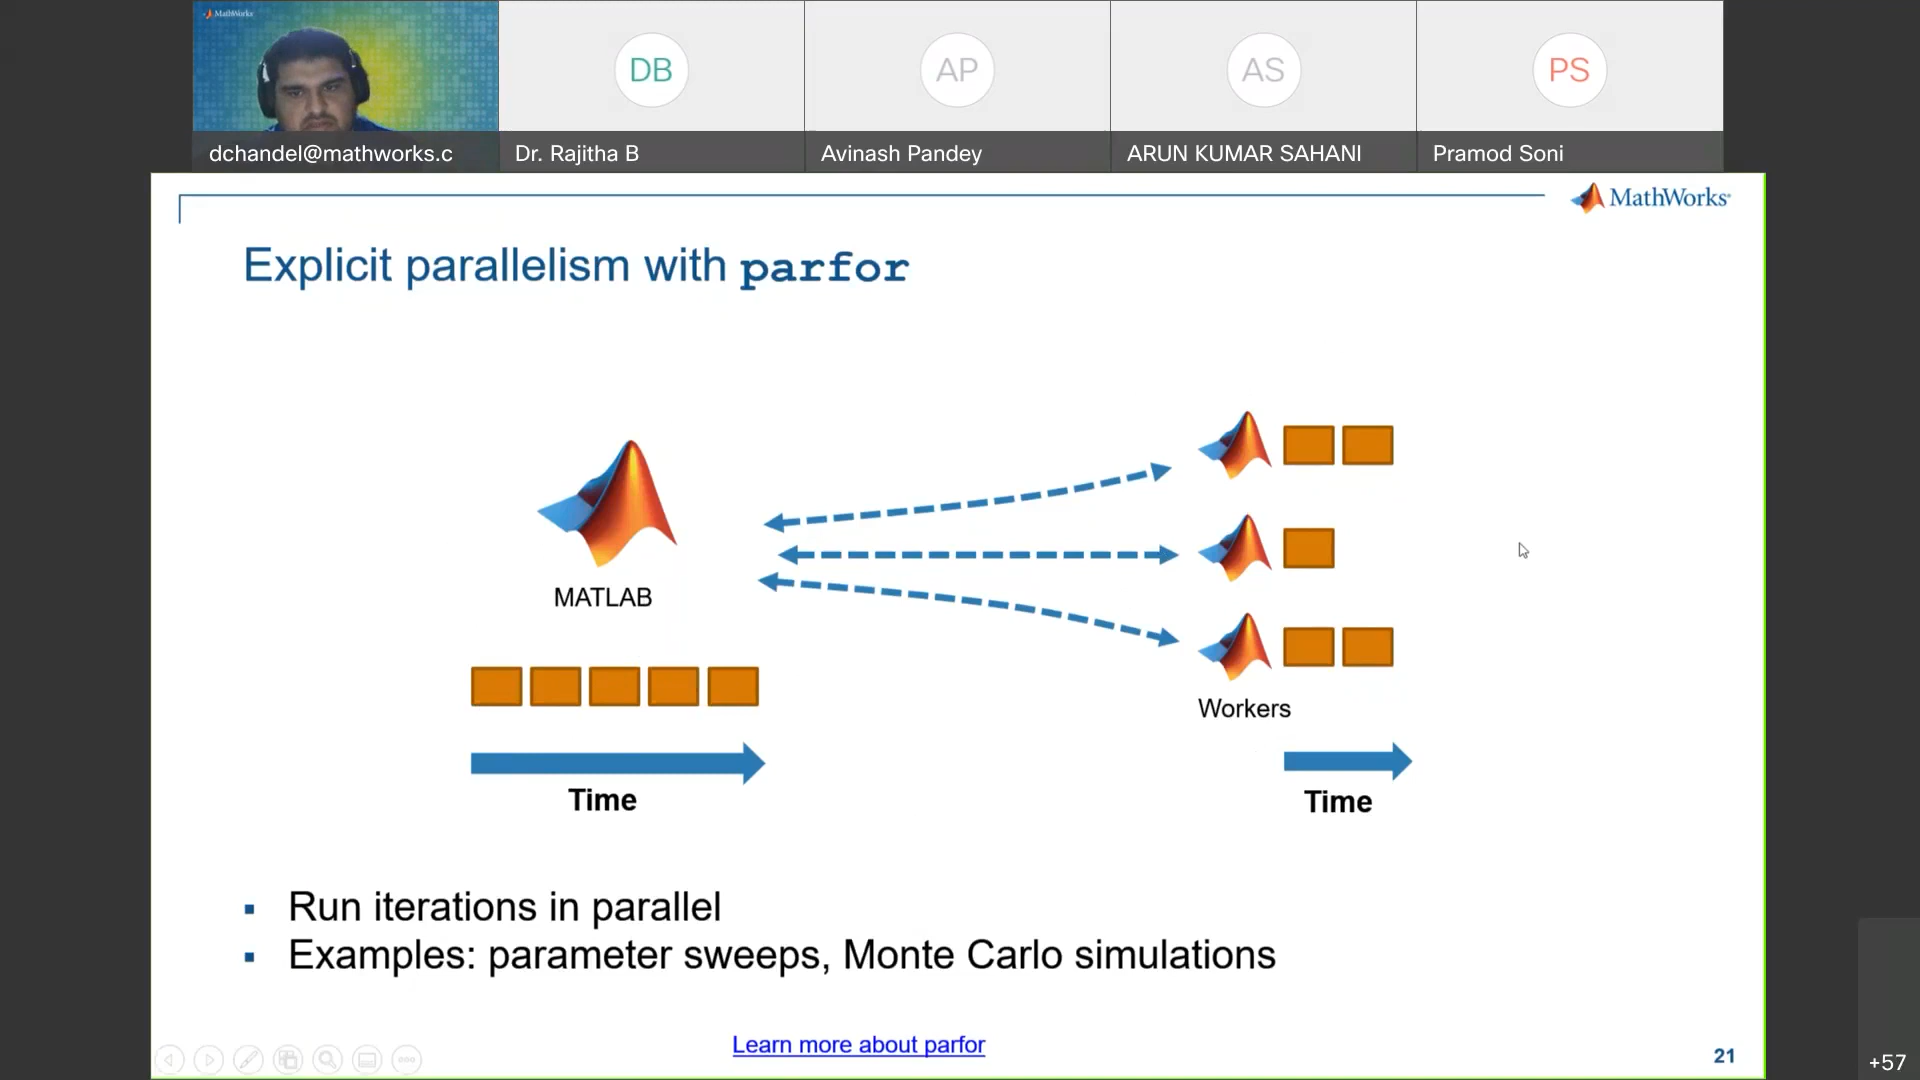 MathWorks
DB
AP
AS
PS
dchandel@mathworks.c
Dr. Rajitha B
Avinash Pandey
ARUN KUMAR SAHANI
Pramod Soni
MathWorks
Explicit parallelism with parfor
MATLAB
Workers
Time
Time
▪ Run iterations in parallel
▪ Examples: parameter sweeps, Monte Carlo simulations
Learn more about parfor
21
+57